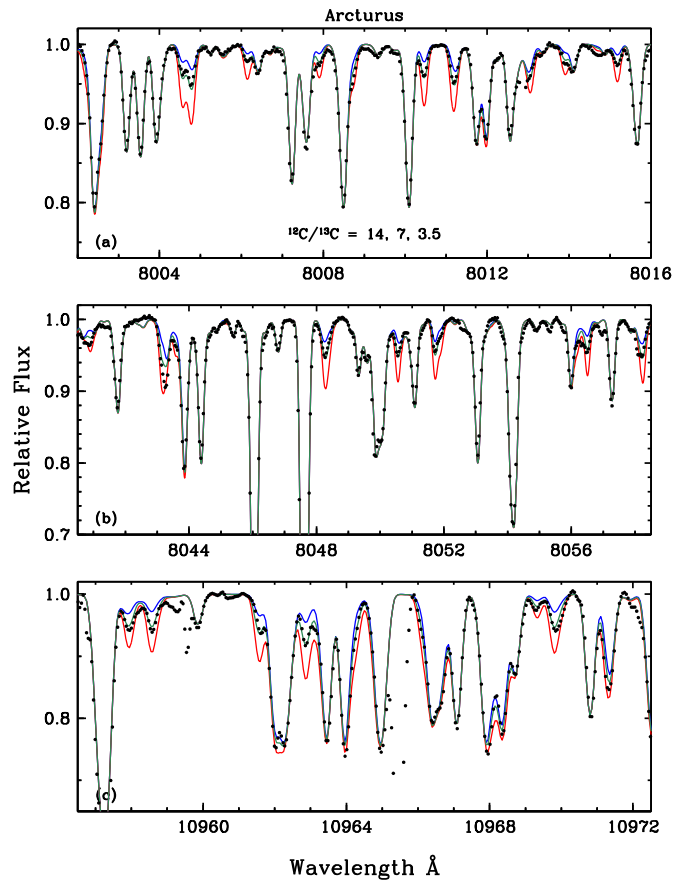 Arcturus
1.0
0.9
0.8
(a)
¹²C/¹³C = 14, 7, 3.5
8004 8008 8012 8016
1.0
0.9
0.8
0.7
(b)
8044 8048 8052 8056
Relative Flux
1.0
0.8
(c)
10960 10964 10968 10972
Wavelength Å